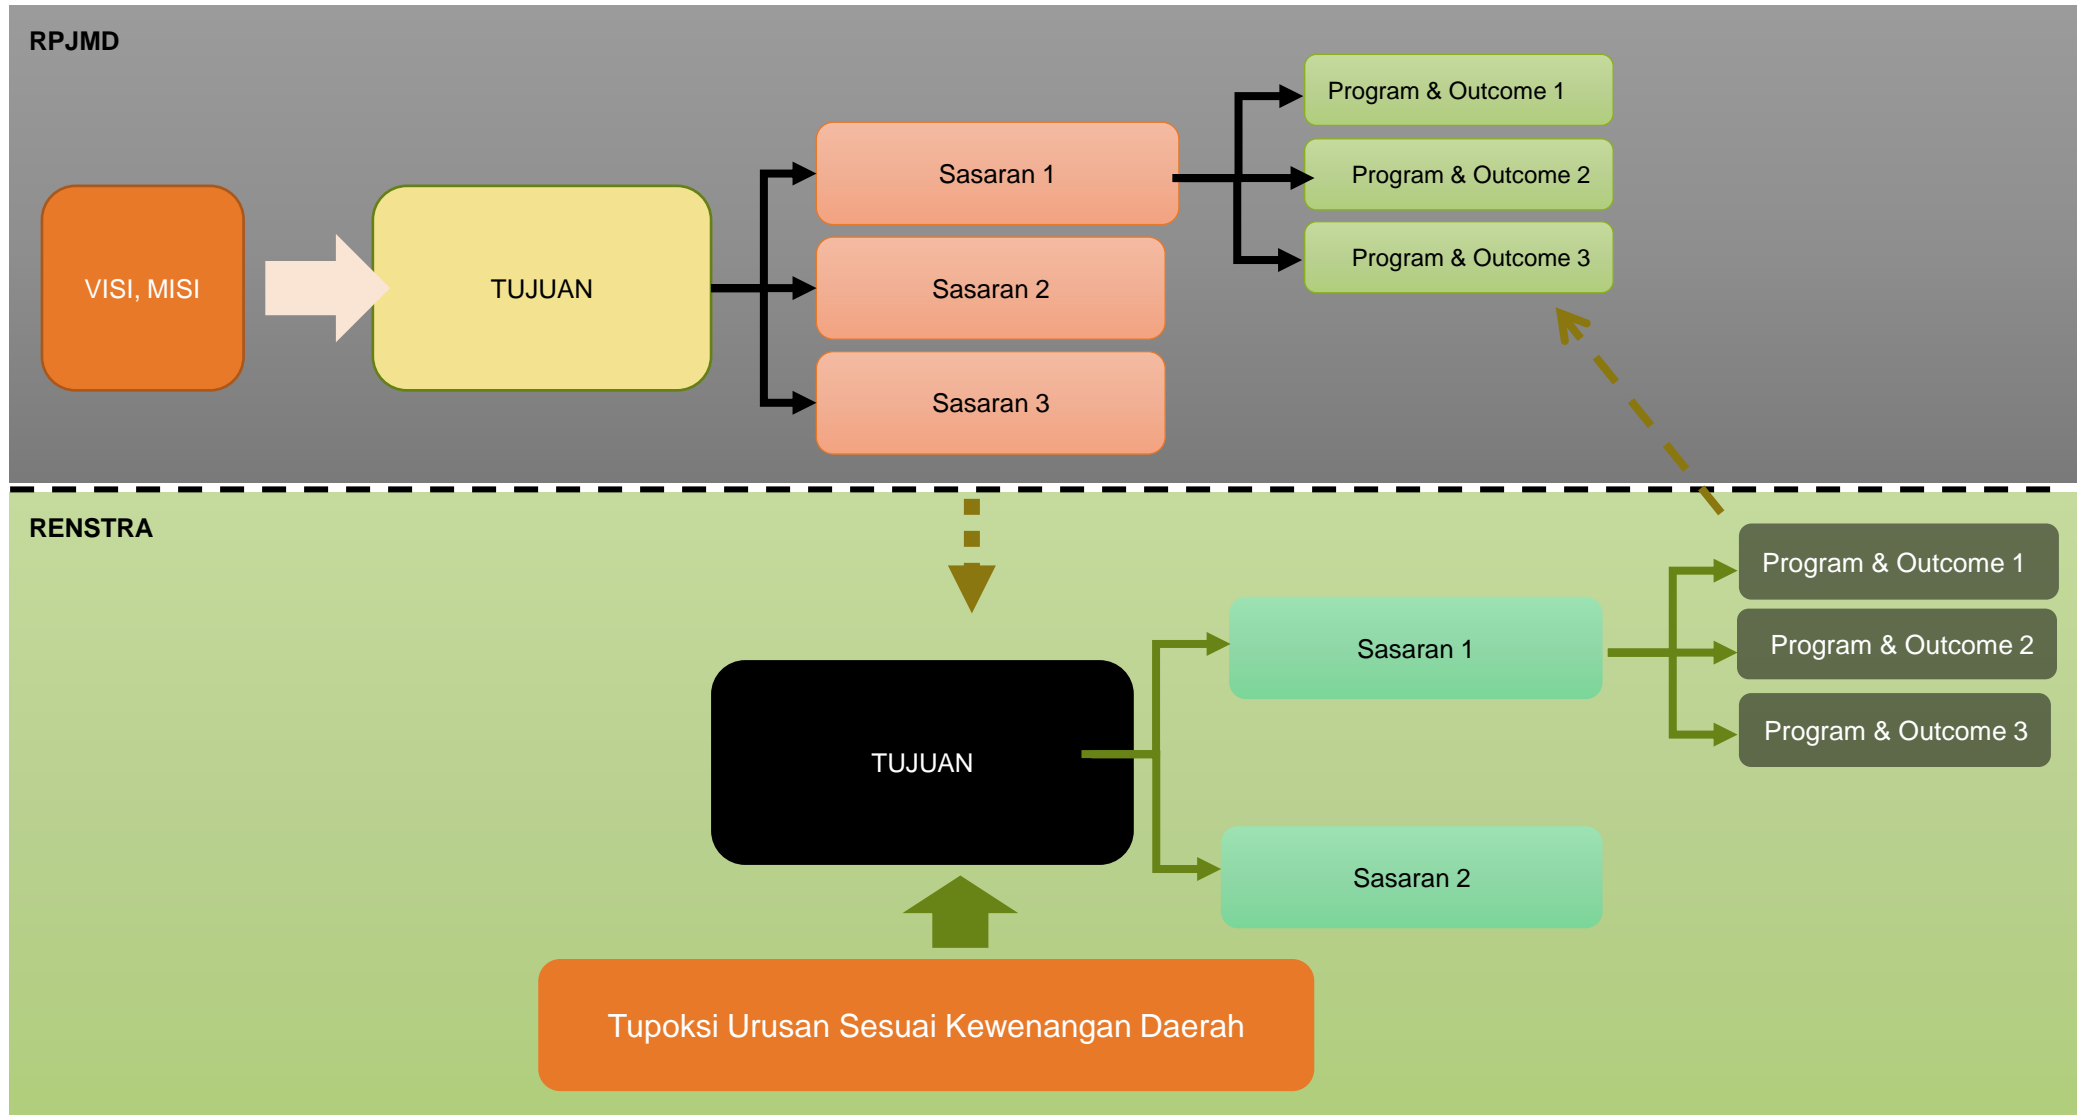 RPJMD
VISI, MISI
TUJUAN
Sasaran 1
Sasaran 2
Sasaran 3
Program & Outcome 1
Program & Outcome 2
Program & Outcome 3
RENSTRA
TUJUAN
Sasaran 1
Sasaran 2
Program & Outcome 1
Program & Outcome 2
Program & Outcome 3
Tupoksi Urusan Sesuai Kewenangan Daerah